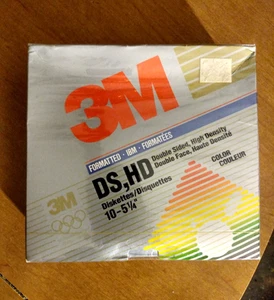 3M
FORMATTED - IBM - FORMATÉES
DS,HD Double Sided, High Density
Double Face, Haute Densité
Diskettes/Disquettes
10-5¼"
COLOR
COULEUR
3M